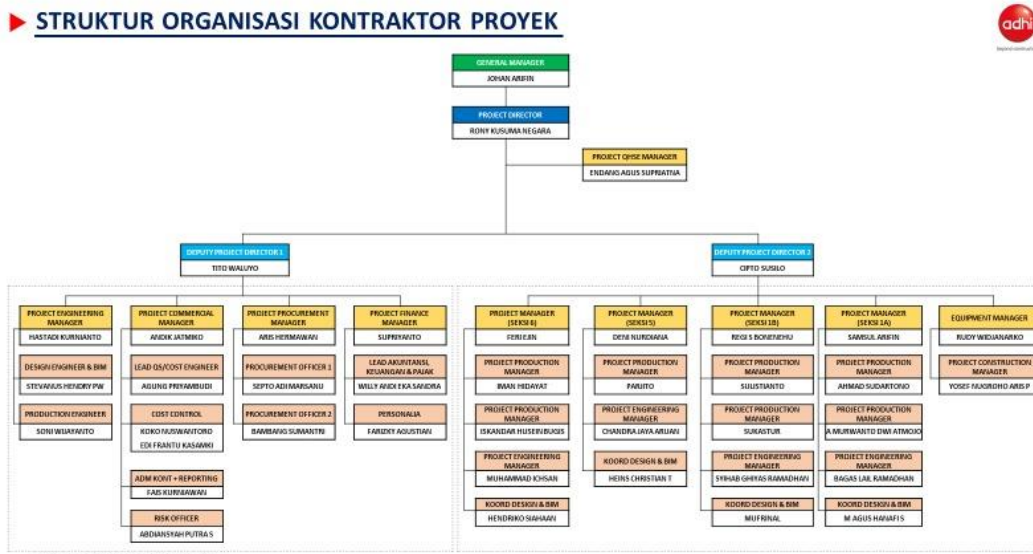 STRUKTUR ORGANISASI KONTRAKTOR PROYEK
adhi
GENERAL MANAGER
JOHAN ARIFIN
PROJECT DIRECTOR
RONY KUSUMA NEGARA
PROJECT QHSE MANAGER
ENDANG AGUS SUPRIATNA
DEPUTY PROJECT DIRECTOR 1
TITO WALUYO
DEPUTY PROJECT DIRECTOR 2
CIPTO SUSILO
PROJECT ENGINEERING
MANAGER
HASTADI KURNIANTO
DESIGN ENGINEER & BIM
STEVANUS HENDRY PW
PRODUCTION ENGINEER
SONI WIJAYANTO
PROJECT COMMERCIAL
MANAGER
ANDIK JATMIKO
LEAD QS/COST ENGINEER
AGUNG PRIYAMBUDI
COST CONTROL
KOKO NUSWANTORO
EDI FRANTU KASAMKI
ADM KONT + REPORTING
FAIS KURNIAWAN
RISK OFFICER
ABDIANSYAH PUTRA S
PROJECT PROCUREMENT
MANAGER
ARIS HERMAWAN
PROCUREMENT OFFICER 1
SEPTO ADI MARSANU
PROCUREMENT OFFICER 2
BAMBANG SUMANTRI
PROJECT FINANCE
MANAGER
SUPRIYANTO
LEAD AKUNTANSI,
KEUANGAN & PAJAK
WILLY ANDI EKA SANDRA
PERSONALIA
FARIZKY AGUSTIAN
PROJECT MANAGER
(SEKSI 6)
FERI EJIN
PROJECT PRODUCTION
MANAGER
IMAN HIDAYAT
PROJECT PRODUCTION
MANAGER
ISKANDAR HUSEIN BUGIS
PROJECT ENGINEERING
MANAGER
MUHAMMAD ICHSAN
KOORD DESIGN & BIM
HENDRIKO SIAHAAN
PROJECT MANAGER
(SEKSI 5)
DENI NURDIANA
PROJECT PRODUCTION
MANAGER
PARJITO
PROJECT ENGINEERING
MANAGER
CHANDRA JAYA
KOORD DESIGN & BIM
HEINS CHRISTIAN T
PROJECT MANAGER
(SEKSI 1B)
REGI S BONENEHU
PROJECT PRODUCTION
MANAGER
SULISTIANTO
PROJECT PRODUCTION
MANAGER
SUKASTUR
PROJECT ENGINEERING
MANAGER
SYIHAB GHIYAS RAMADHAN
KOORD DESIGN & BIM
MUFRINAL
PROJECT MANAGER
(SEKSI 1A)
SAMSUL ARIFIN
PROJECT PRODUCTION
MANAGER
AHMAD SUDARTONO
PROJECT PRODUCTION
MANAGER
A MURWANTO DWI ATMOJO
PROJECT ENGINEERING
MANAGER
BAGAS LAIL RAMADHAN
KOORD DESIGN & BIM
M AGUS HANAFI S
EQUIPMENT MANAGER
RUDY WIDJANARKO
PROJECT CONSTRUCTION
MANAGER
YOSEF NUGROHO ARIS P